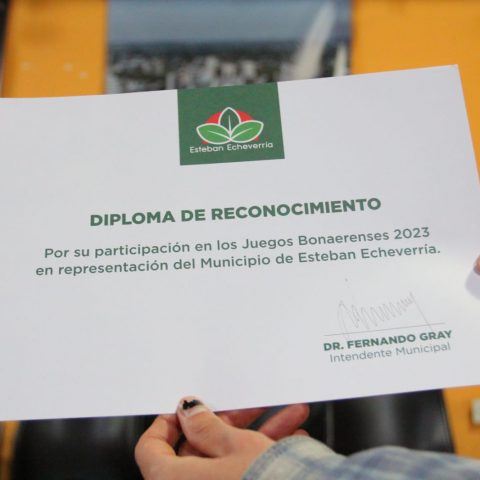 Esteban Echeverría
DIPLOMA DE RECONOCIMIENTO
Por su participación en los Juegos Bonaerenses 2023
en representación del Municipio de Esteban Echeverría.
DR. FERNANDO GRAY
Intendente Municipal